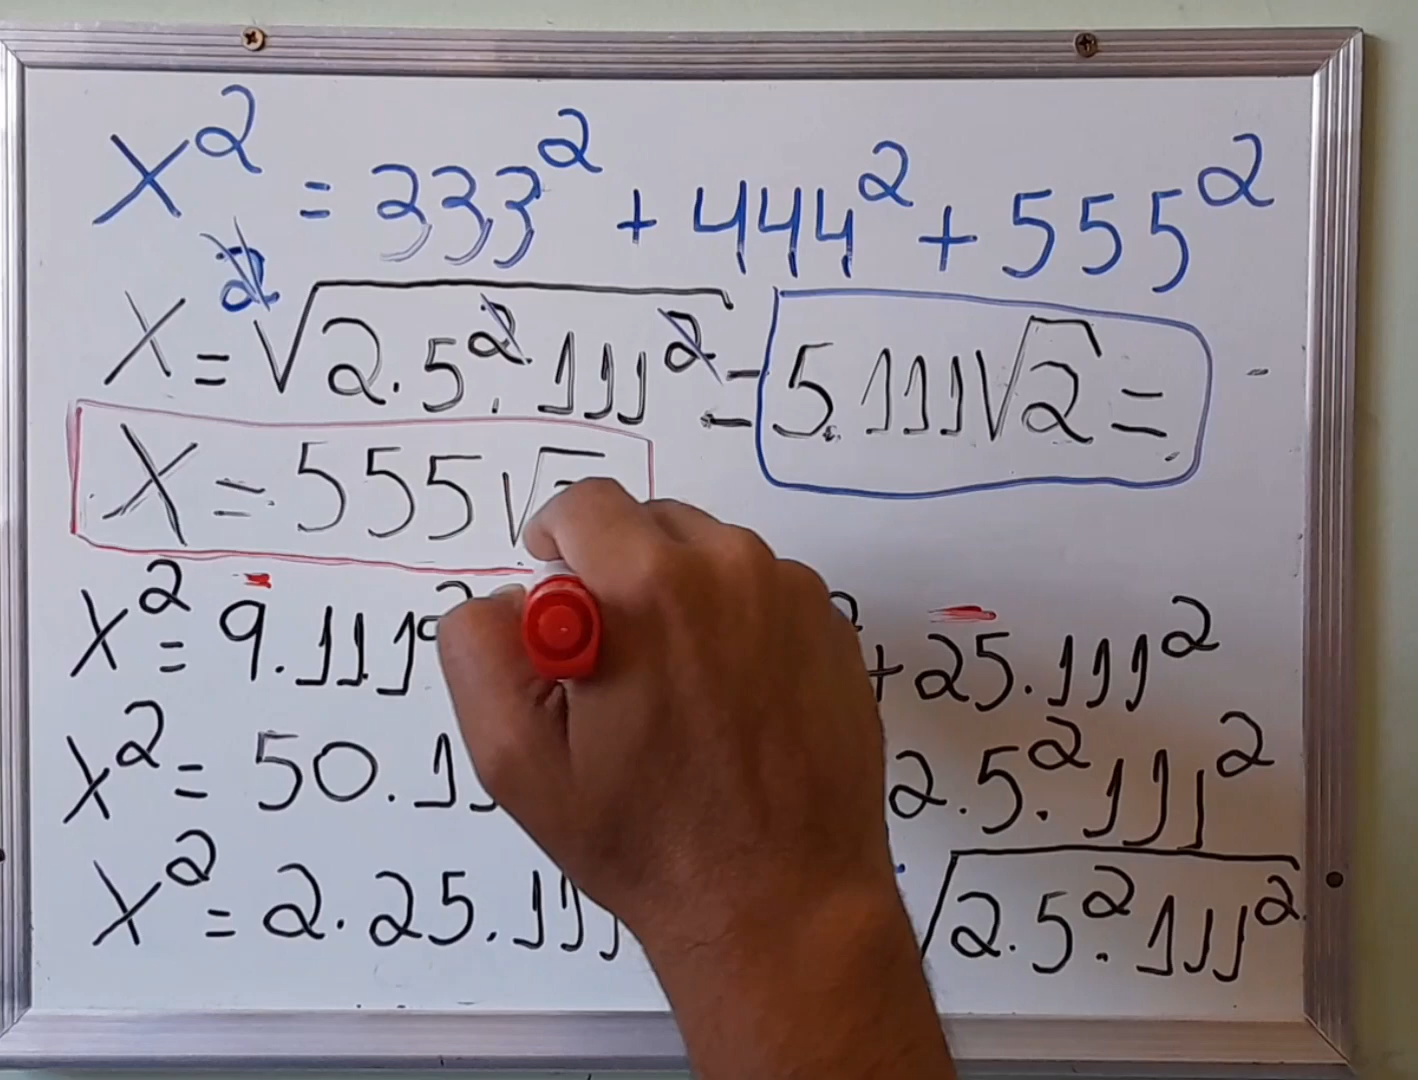 x² = 333² + 444² + 555²
x = ²√2.5².111² = 5.111√2 =
x = 555√
x² = 9.111² + 25.111²
x² = 50.11 2.5².111²
x² = 2.25.111 √2.5².111²